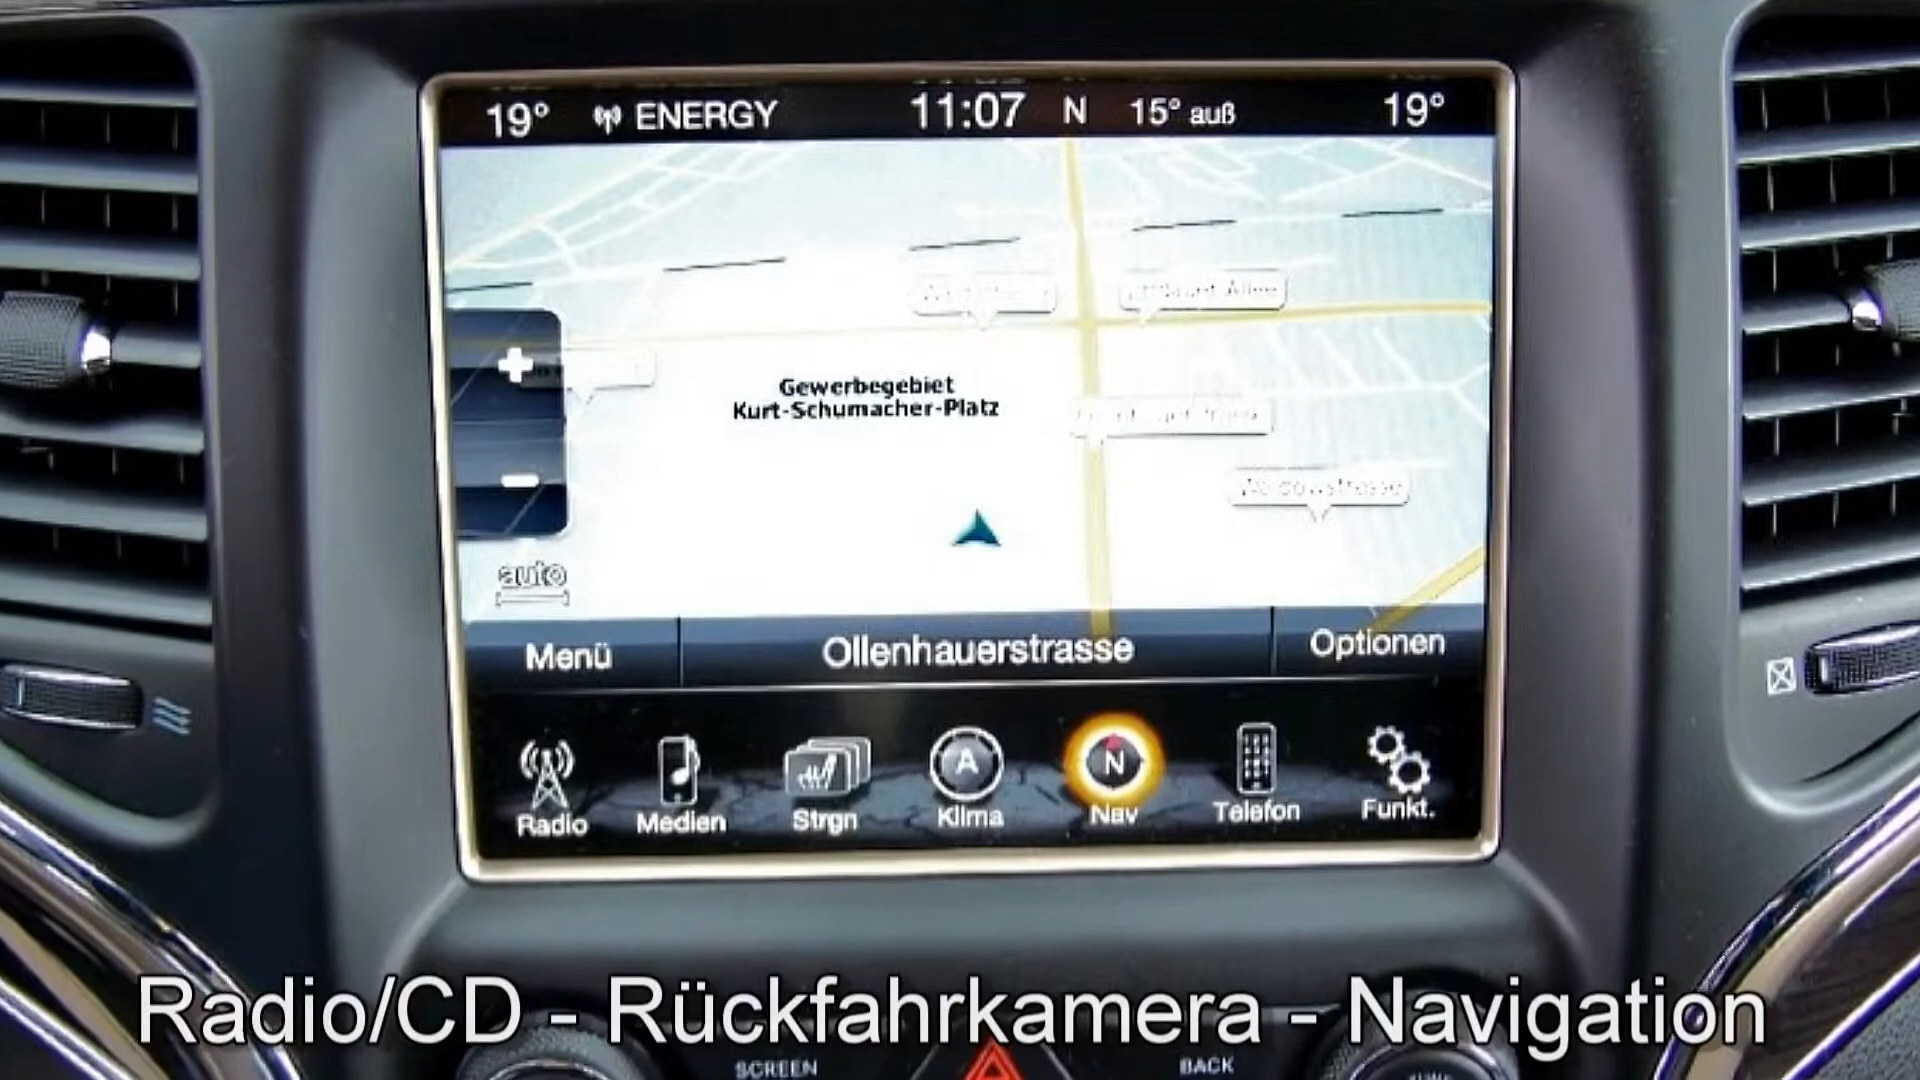 19° ENERGY 11:07 N 15° auß 19°
Gewerbegebiet
Kurt-Schumacher-Platz
auto
Menü Ollenhauerstrasse Optionen
A N
Radio Medien Strgn Klima Nav Telefon Funkt.
Radio/CD - Rückfahrkamera - Navigation
SCREEN BACK